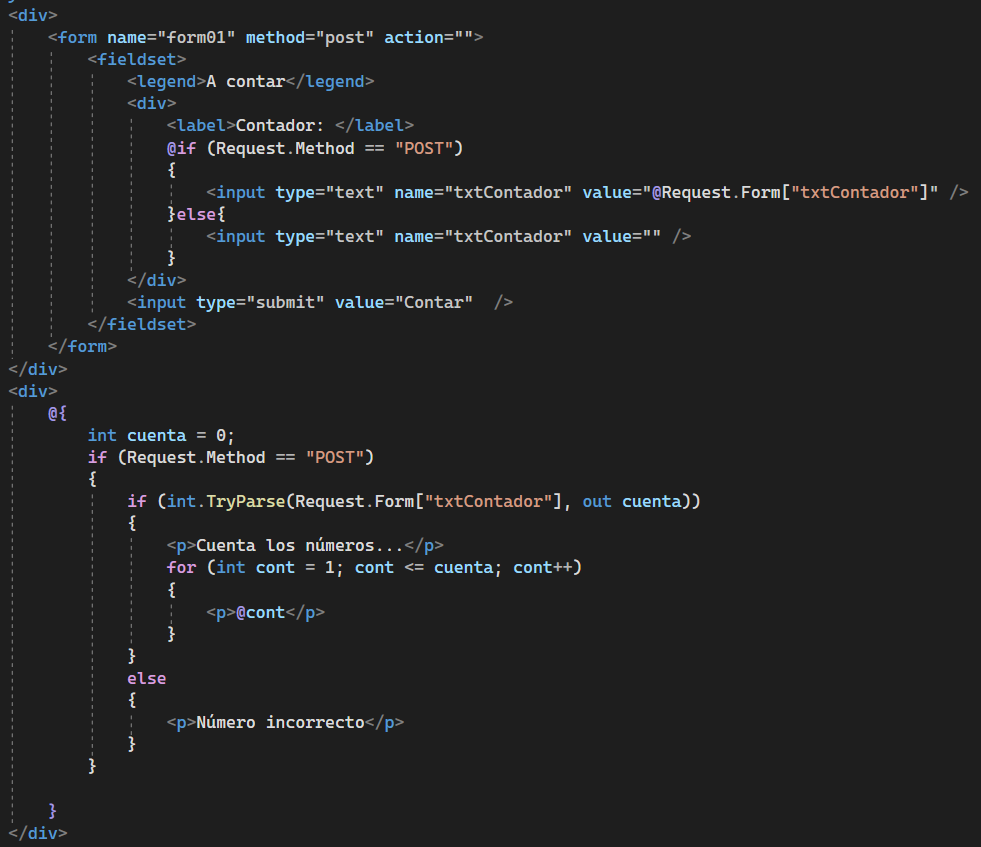 <div>
<form name="form01" method="post" action="">
<fieldset>
<legend>A contar</legend>
<div>
<label>Contador: </label>
@if (Request.Method == "POST")
{
<input type="text" name="txtContador" value="@Request.Form["txtContador"]" />
}else{
<input type="text" name="txtContador" value="" />
}
</div>
<input type="submit" value="Contar"  />
</fieldset>
</form>
</div>
<div>
@{
int cuenta = 0;
if (Request.Method == "POST")
{
if (int.TryParse(Request.Form["txtContador"], out cuenta))
{
<p>Cuenta los números...</p>
for (int cont = 1; cont <= cuenta; cont++)
{
<p>@cont</p>
}
}
else
{
<p>Número incorrecto</p>
}
}
}
</div>